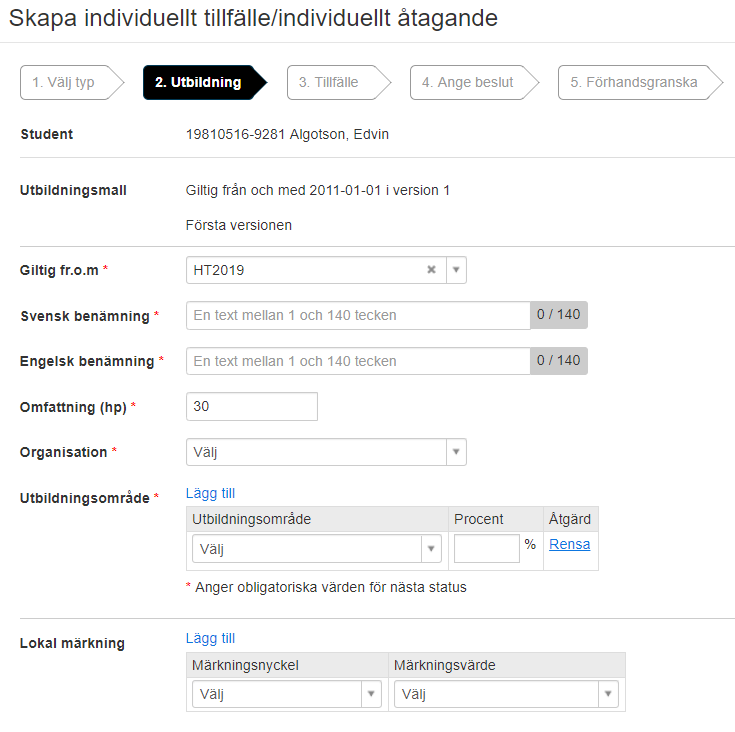 Skapa individuellt tillfälle/individuellt åtagande
1. Välj typ
2. Utbildning
3. Tillfälle
4. Ange beslut
5. Förhandsgranska
Student 19810516-9281 Algotson, Edvin
Utbildningsmall Giltig från och med 2011-01-01 i version 1
Första versionen
Giltig fr.o.m * HT2019
Svensk benämning * En text mellan 1 och 140 tecken 0 / 140
Engelsk benämning * En text mellan 1 och 140 tecken 0 / 140
Omfattning (hp) * 30
Organisation * Välj
Utbildningsområde * Lägg till
Utbildningsområde Procent Åtgärd
Välj % Rensa
* Anger obligatoriska värden för nästa status
Lokal märkning Lägg till
Märkningsnyckel Märkningsvärde
Välj Välj